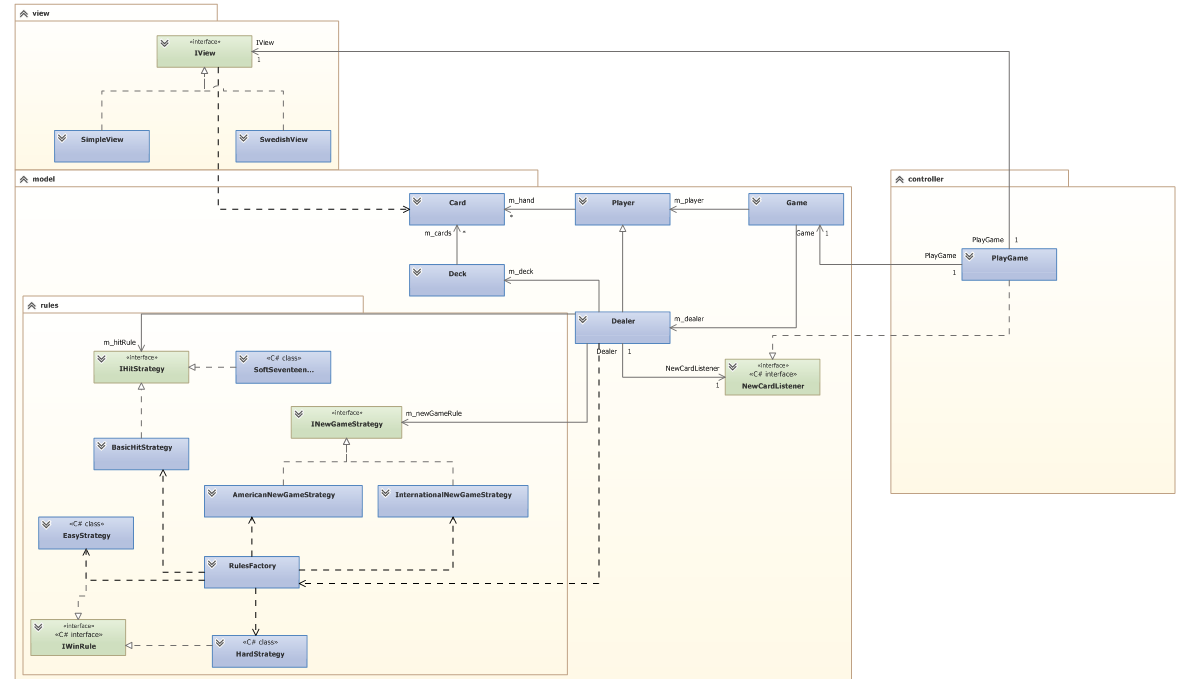 view
«interface»
IView
IView
1
SimpleView
SwedishView
model
controller
Card
m_hand
*
Player
m_player
Game
m_cards
*
Game
1
PlayGame
1
PlayGame
1
PlayGame
Deck
m_deck
rules
Dealer
m_dealer
m_hitRule
Dealer
1
«interface»
IHitStrategy
«C# class»
SoftSeventeen...
NewCardListener
1
«interface»
«C# interface»
NewCardListener
«interface»
INewGameStrategy
m_newGameRule
BasicHitStrategy
AmericanNewGameStrategy
InternationalNewGameStrategy
«C# class»
EasyStrategy
RulesFactory
«interface»
«C# interface»
IWinRule
«C# class»
HardStrategy